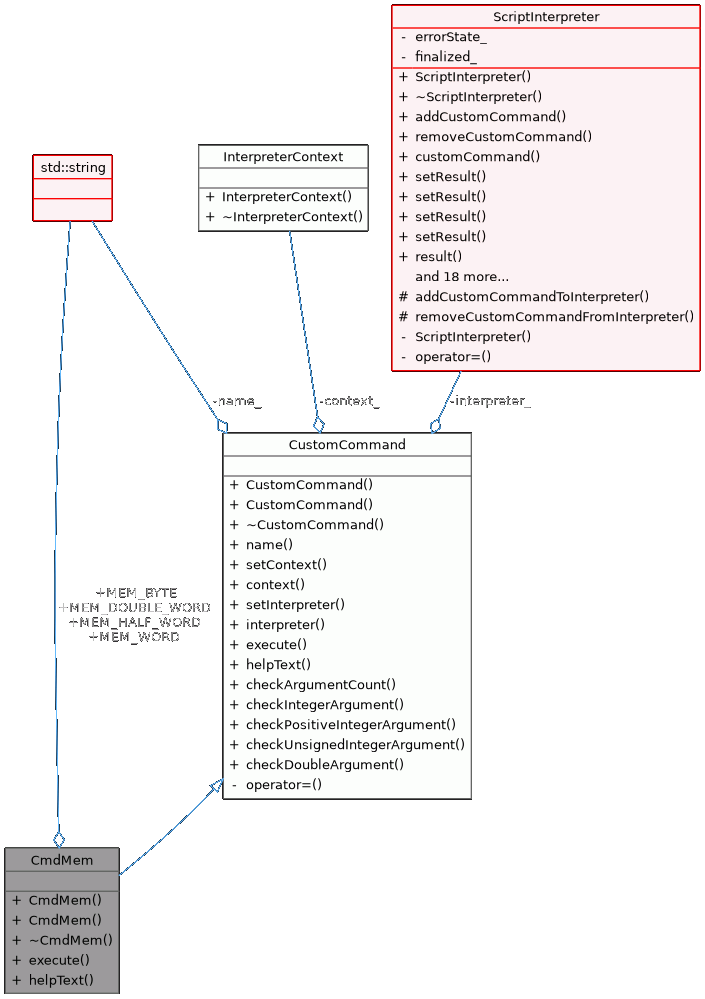 ScriptInterpreter
- errorState_
- finalized_
+ ScriptInterpreter()
+ ~ScriptInterpreter()
+ addCustomCommand()
+ removeCustomCommand()
+ customCommand()
+ setResult()
+ setResult()
+ setResult()
+ setResult()
+ result()
and 18 more...
# addCustomCommandToInterpreter()
# removeCustomCommandFromInterpreter()
- ScriptInterpreter()
- operator=()
std::string
InterpreterContext
+ InterpreterContext()
+ ~InterpreterContext()
-name_
-context_
-interpreter_
CustomCommand
+ CustomCommand()
+ CustomCommand()
+ ~CustomCommand()
+ name()
+ setContext()
+ context()
+ setInterpreter()
+ interpreter()
+ execute()
+ helpText()
+ checkArgumentCount()
+ checkIntegerArgument()
+ checkPositiveIntegerArgument()
+ checkUnsignedIntegerArgument()
+ checkDoubleArgument()
- operator=()
+MEM_BYTE
+MEM_DOUBLE_WORD
+MEM_HALF_WORD
+MEM_WORD
CmdMem
+ CmdMem()
+ CmdMem()
+ ~CmdMem()
+ execute()
+ helpText()